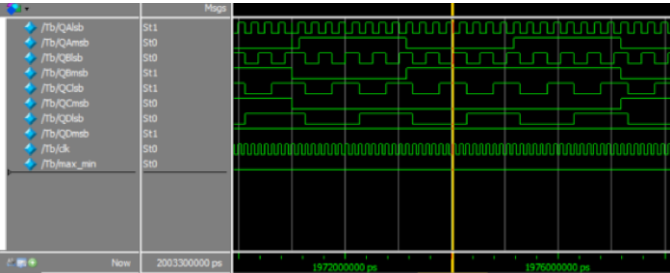 Msgs
/Tb/QAlsb St1
/Tb/QAmsb St0
/Tb/QBlsb St0
/Tb/QBmsb St1
/Tb/QClsb St1
/Tb/QCmsb St0
/Tb/QDlsb St0
/Tb/QDmsb St1
/Tb/clk St0
/Tb/max_min St0
Now 2003300000 ps 1972000000 ps 1976000000 ps